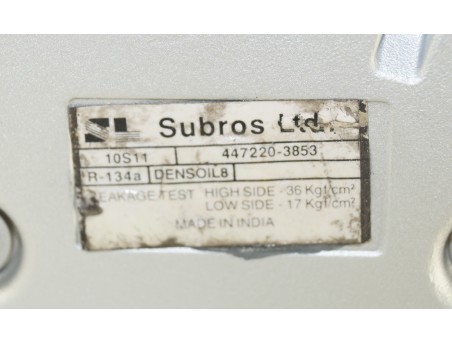 SL Subros Ltd.
10S11 447220-3853
R-134a DENSOIL8
LEAKAGE TEST HIGH SIDE - 36 Kgf/cm²
LOW SIDE - 17 Kgf/cm²
MADE IN INDIA